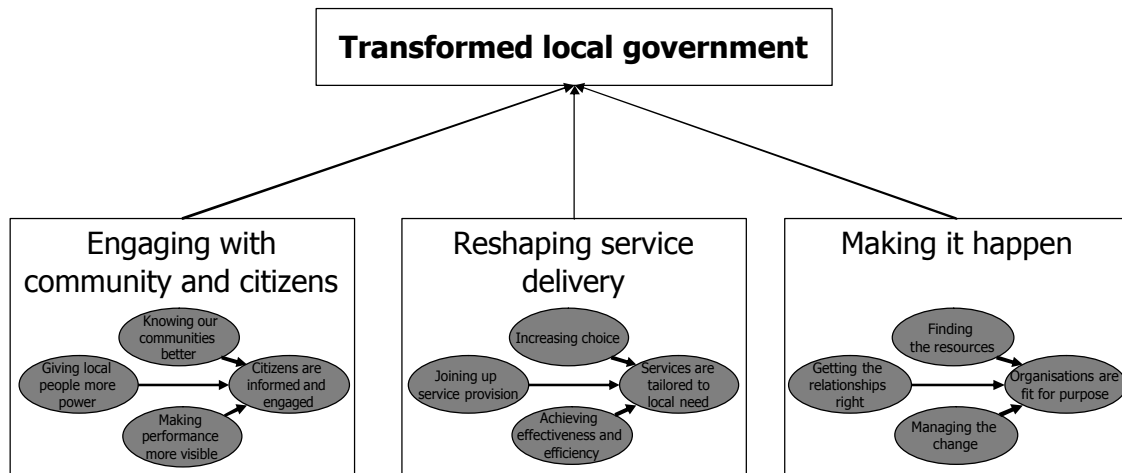 Transformed local government
Engaging with
community and citizens
Knowing our
communities
better
Giving local
people more
power
Citizens are
informed and
engaged
Making
performance
more visible
Reshaping service
delivery
Increasing choice
Joining up
service provision
Services are
tailored to
local need
Achieving
effectiveness and
efficiency
Making it happen
Finding
the resources
Getting the
relationships
right
Organisations are
fit for purpose
Managing the
change